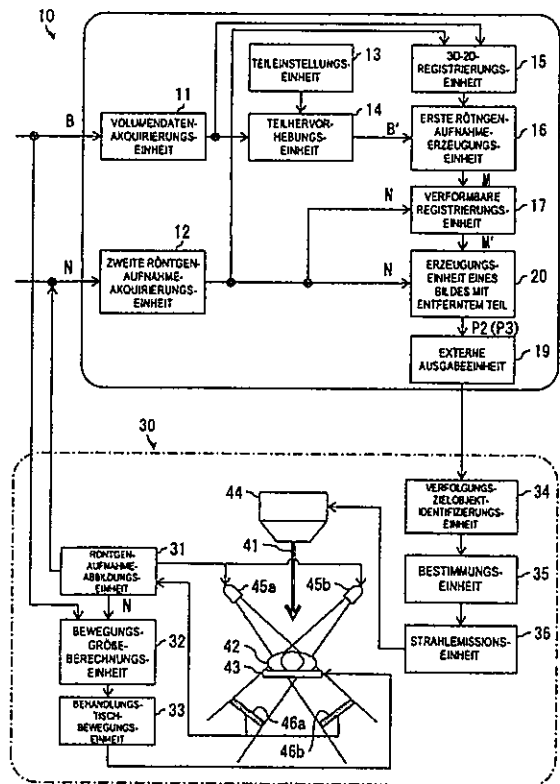 10
13
TEILEINSTELLUNGS-
EINHEIT
3D-2D-
REGISTRIERUNGS-
EINHEIT
15
11
B
VOLUMENDATEN-
AKQUIRIERUNGS-
EINHEIT
14
TEILHERVOR-
HEBUNGS-
EINHEIT
B'
ERSTE RÖNTGEN-
AUFNAHME-
ERZEUGUNGS-
EINHEIT
16
M
N
VERFORMBARE
REGISTRIERUNGS-
EINHEIT
17
12
N
ZWEITE RÖNTGEN-
AUFNAHME-
AKQUIRIERUNGS-
EINHEIT
M'
N
ERZEUGUNGS-
EINHEIT EINES
BILDES MIT
ENTFERNTEM TEIL
20
P2 (P3)
EXTERNE
AUSGABEEINHEIT
19
30
44
41
VERFOLGUNGS-
ZIELOBJEKT-
IDENTIFIZIERUNGS-
EINHEIT
34
RÖNTGEN-
AUFNAHME-
ABBILDUNGS-
EINHEIT
31
45a
45b
BESTIMMUNGS-
EINHEIT
35
N
BEWEGUNGS-
GRÖßE-
BERECHNUNGS-
EINHEIT
32
42
43
STRAHLEMISSIONS-
EINHEIT
36
BEHANDLUNGS-
TISCH-
BEWEGUNGS-
EINHEIT
33
46a
46b